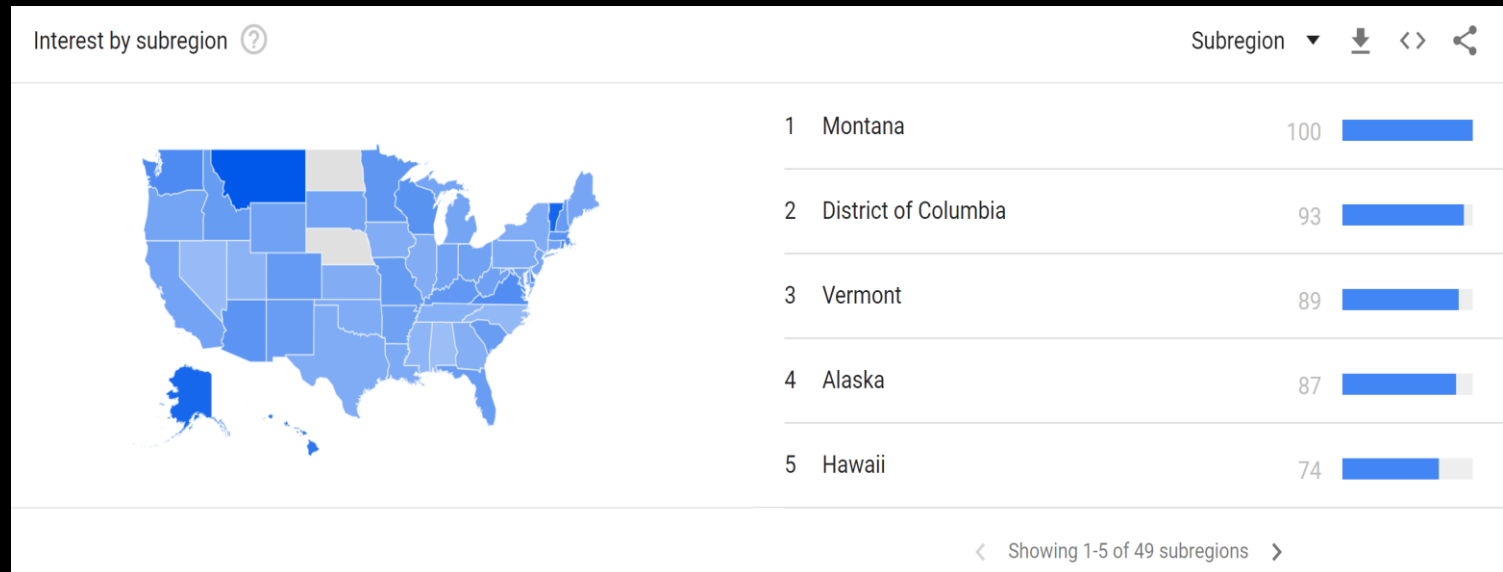 Interest by subregion ? Subregion
1 Montana 100
2 District of Columbia 93
3 Vermont 89
4 Alaska 87
5 Hawaii 74
Showing 1-5 of 49 subregions